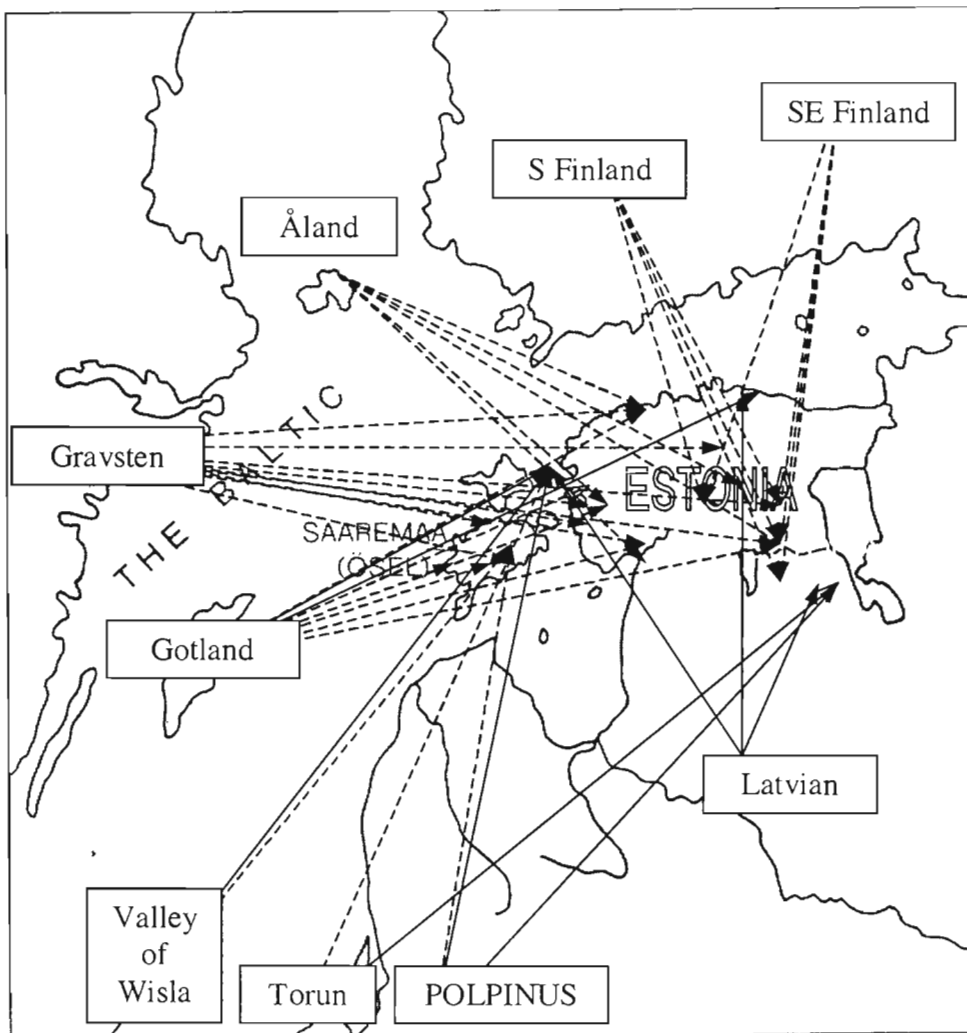 SE Finland
S Finland
Åland
THE BALTIC
Gravsten
ESTONIA
SAAREMAA
(ÖSEL)
Gotland
Latvian
Valley
of
Wisla
Torun
POLPINUS